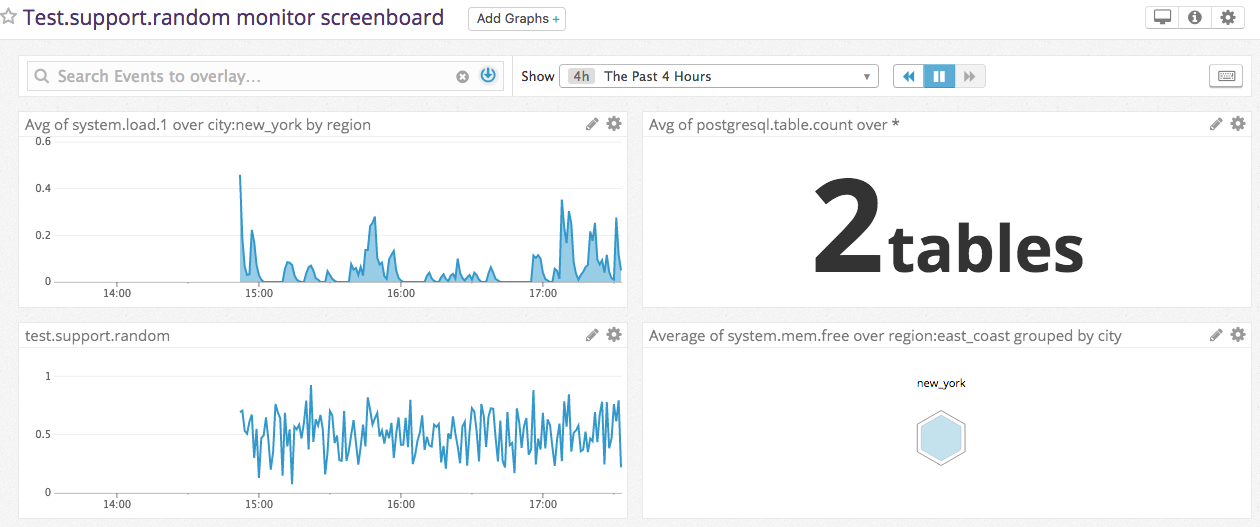 Test.support.random monitor screenboard
Add Graphs +
Search Events to overlay...
Show 4h The Past 4 Hours
Avg of system.load.1 over city:new_york by region
0.6
0.4
0.2
0
14:00 15:00 16:00 17:00
Avg of postgresql.table.count over *
2 tables
test.support.random
1
0.5
0
14:00 15:00 16:00 17:00
Average of system.mem.free over region:east_coast grouped by city
new_york